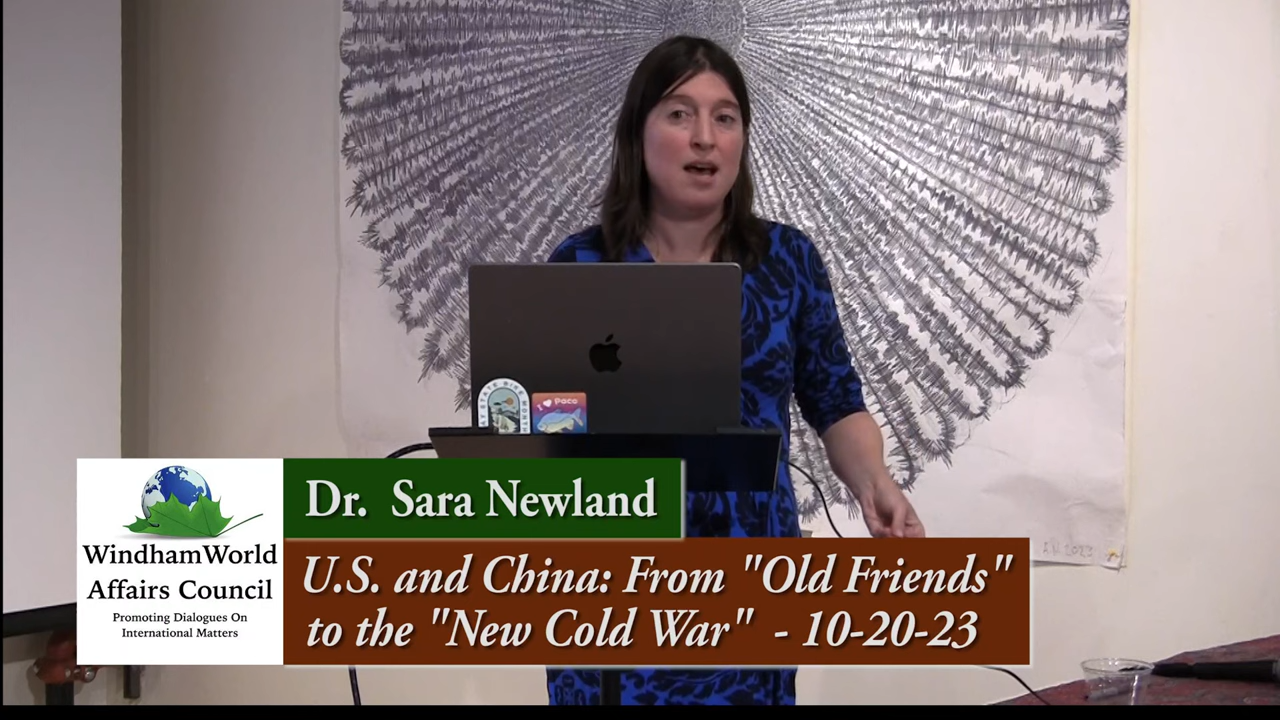 Dr. Sara Newland
WindhamWorld
Affairs Council
Promoting Dialogues On
International Matters
U.S. and China: From "Old Friends"
to the "New Cold War" - 10-20-23
I ❤ Paco